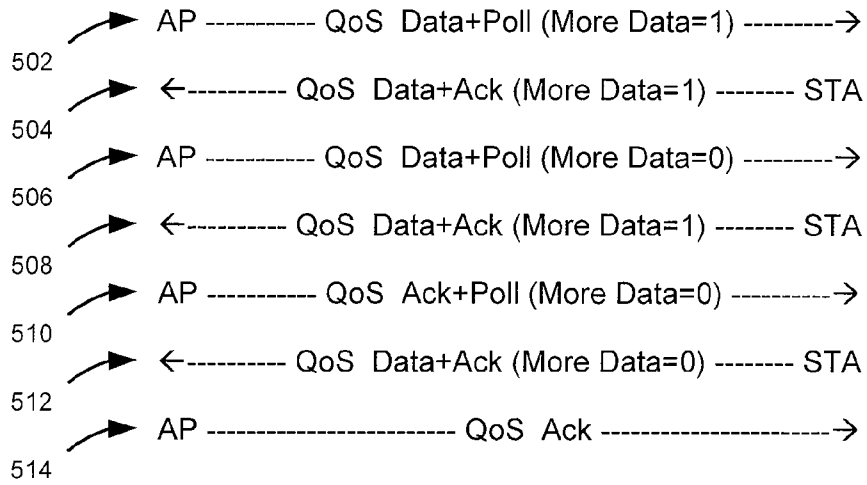 AP ---------- QoS Data+Poll (More Data=1) ----------→
502
←---------- QoS Data+Ack (More Data=1) -------- STA
504
AP ---------- QoS Data+Poll (More Data=0) ----------→
506
←---------- QoS Data+Ack (More Data=1) -------- STA
508
AP ---------- QoS Ack+Poll (More Data=0) ----------→
510
←---------- QoS Data+Ack (More Data=0) -------- STA
512
AP ----------------------- QoS Ack ---------------------→
514